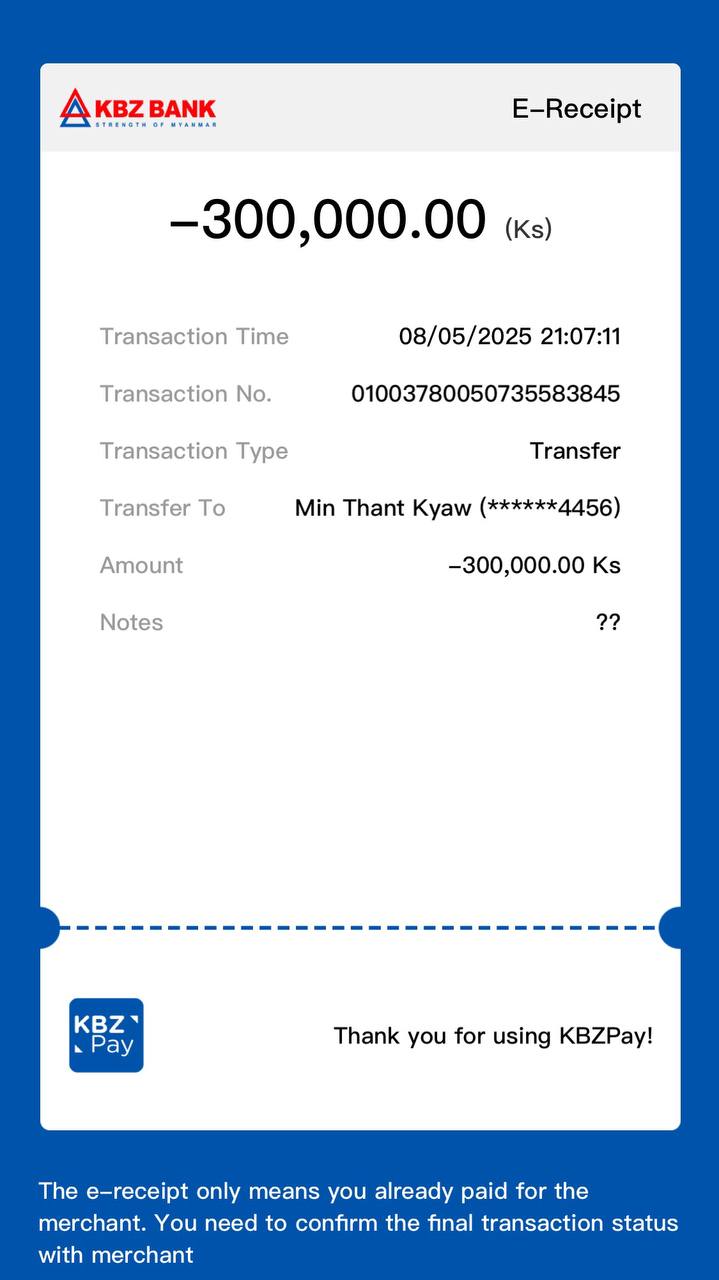 KBZ BANK
STRENGTH OF MYANMAR
E-Receipt
-300,000.00 (Ks)
Transaction Time 08/05/2025 21:07:11
Transaction No. 01003780050735583845
Transaction Type Transfer
Transfer To Min Thant Kyaw (******4456)
Amount -300,000.00 Ks
Notes ??
KBZ
Pay
Thank you for using KBZPay!
The e-receipt only means you already paid for the
merchant. You need to confirm the final transaction status
with merchant